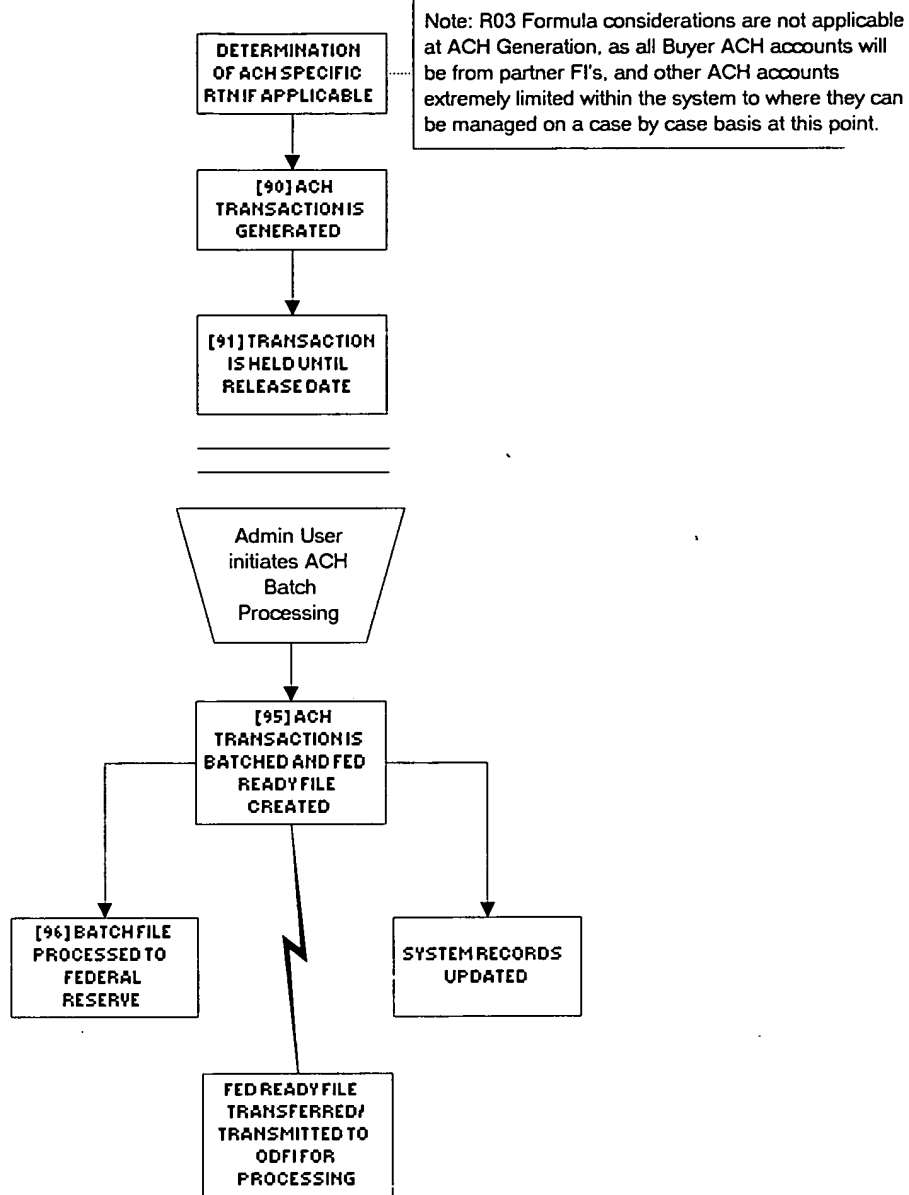 DETERMINATION
OF ACH SPECIFIC
RTN IF APPLICABLE
Note: R03 Formula considerations are not applicable
at ACH Generation, as all Buyer ACH accounts will
be from partner FI's, and other ACH accounts
extremely limited within the system to where they can
be managed on a case by case basis at this point.
[90] ACH
TRANSACTION IS
GENERATED
[91] TRANSACTION
IS HELD UNTIL
RELEASE DATE
Admin User
initiates ACH
Batch
Processing
[95] ACH
TRANSACTION IS
BATCHED AND FED
READY FILE
CREATED
[96] BATCH FILE
PROCESSED TO
FEDERAL
RESERVE
SYSTEM RECORDS
UPDATED
FED READY FILE
TRANSFERRED/
TRANSMITTED TO
ODFI FOR
PROCESSING